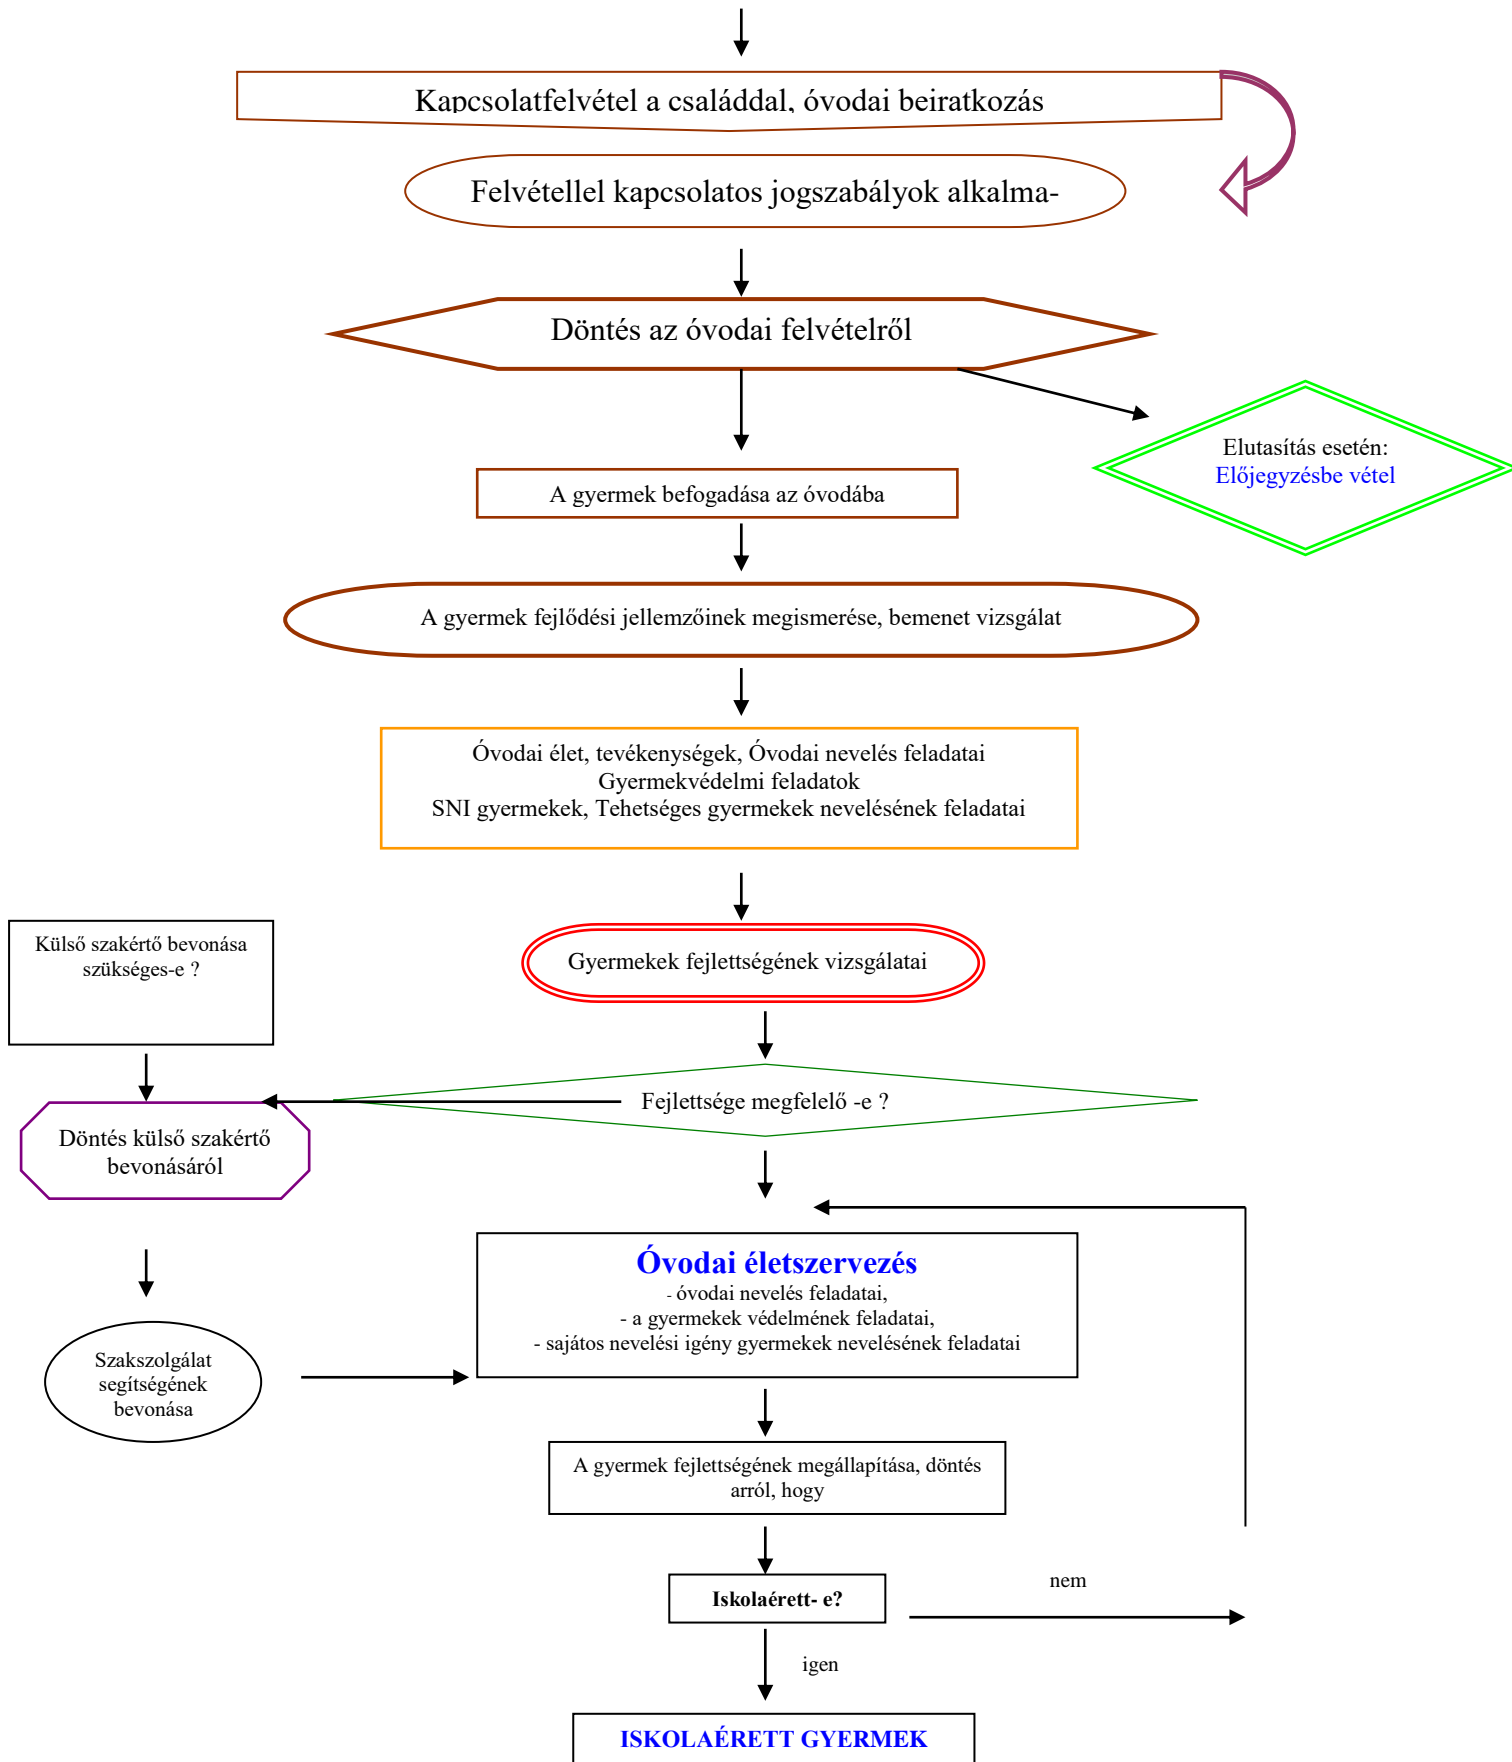 Kapcsolatfelvétel a családdal, óvodai beiratkozás
Felvétellel kapcsolatos jogszabályok alkalma-
Döntés az óvodai felvételről
Elutasítás esetén:
Előjegyzésbe vétel
A gyermek befogadása az óvodába
A gyermek fejlődési jellemzőinek megismerése, bemenet vizsgálat
Óvodai élet, tevékenységek, Óvodai nevelés feladatai
Gyermekvédelmi feladatok
SNI gyermekek, Tehetséges gyermekek nevelésének feladatai
Külső szakértő bevonása
szükséges-e ?
Gyermekek fejlettségének vizsgálatai
Fejlettsége megfelelő -e ?
Döntés külső szakértő
bevonásáról
Óvodai életszervezés
- óvodai nevelés feladatai,
- a gyermekek védelmének feladatai,
- sajátos nevelési igény gyermekek nevelésének feladatai
Szakszolgálat
segítségének
bevonása
A gyermek fejlettségének megállapítása, döntés
arról, hogy
Iskolaérett- e?
nem
igen
ISKOLAÉRETT GYERMEK